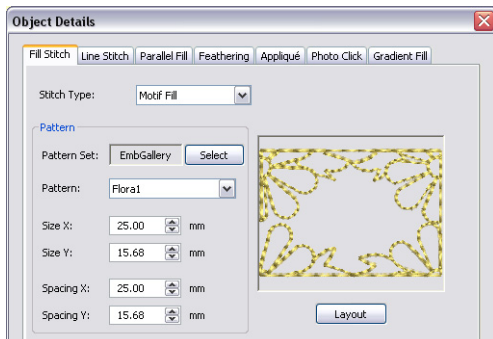 Object Details
Fill Stitch Line Stitch Parallel Fill Feathering Appliqué Photo Click Gradient Fill
Stitch Type: Motif Fill
Pattern
Pattern Set: EmbGallery Select
Pattern: Flora1
Size X: 25.00 mm
Size Y: 15.68 mm
Spacing X: 25.00 mm
Spacing Y: 15.68 mm
Layout